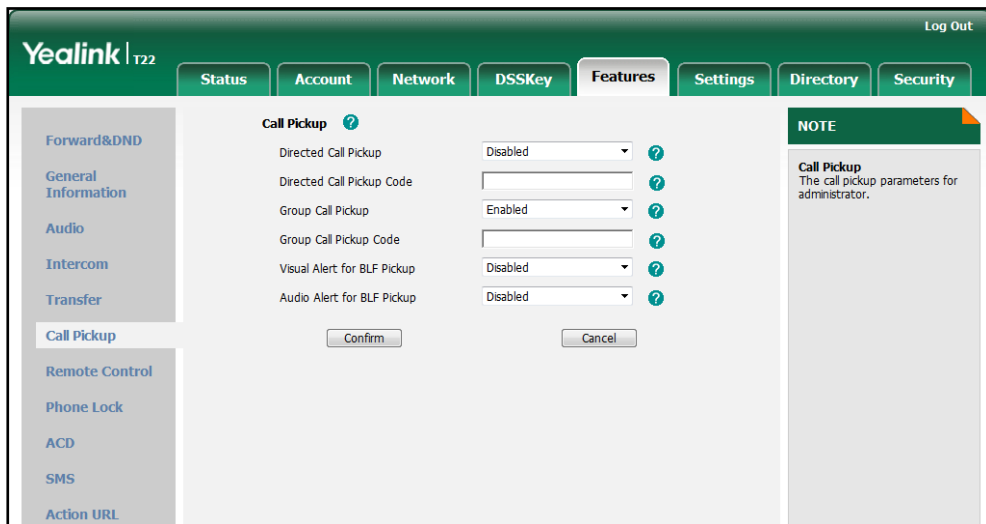 Log Out
Yealink T22
Status Account Network DSSKey Features Settings Directory Security
Forward&DND
General
Information
Audio
Intercom
Transfer
Call Pickup
Remote Control
Phone Lock
ACD
SMS
Action URL
Call Pickup ?
Directed Call Pickup Disabled ?
Directed Call Pickup Code ?
Group Call Pickup Enabled ?
Group Call Pickup Code ?
Visual Alert for BLF Pickup Disabled ?
Audio Alert for BLF Pickup Disabled ?
Confirm Cancel
NOTE
Call Pickup
The call pickup parameters for
administrator.